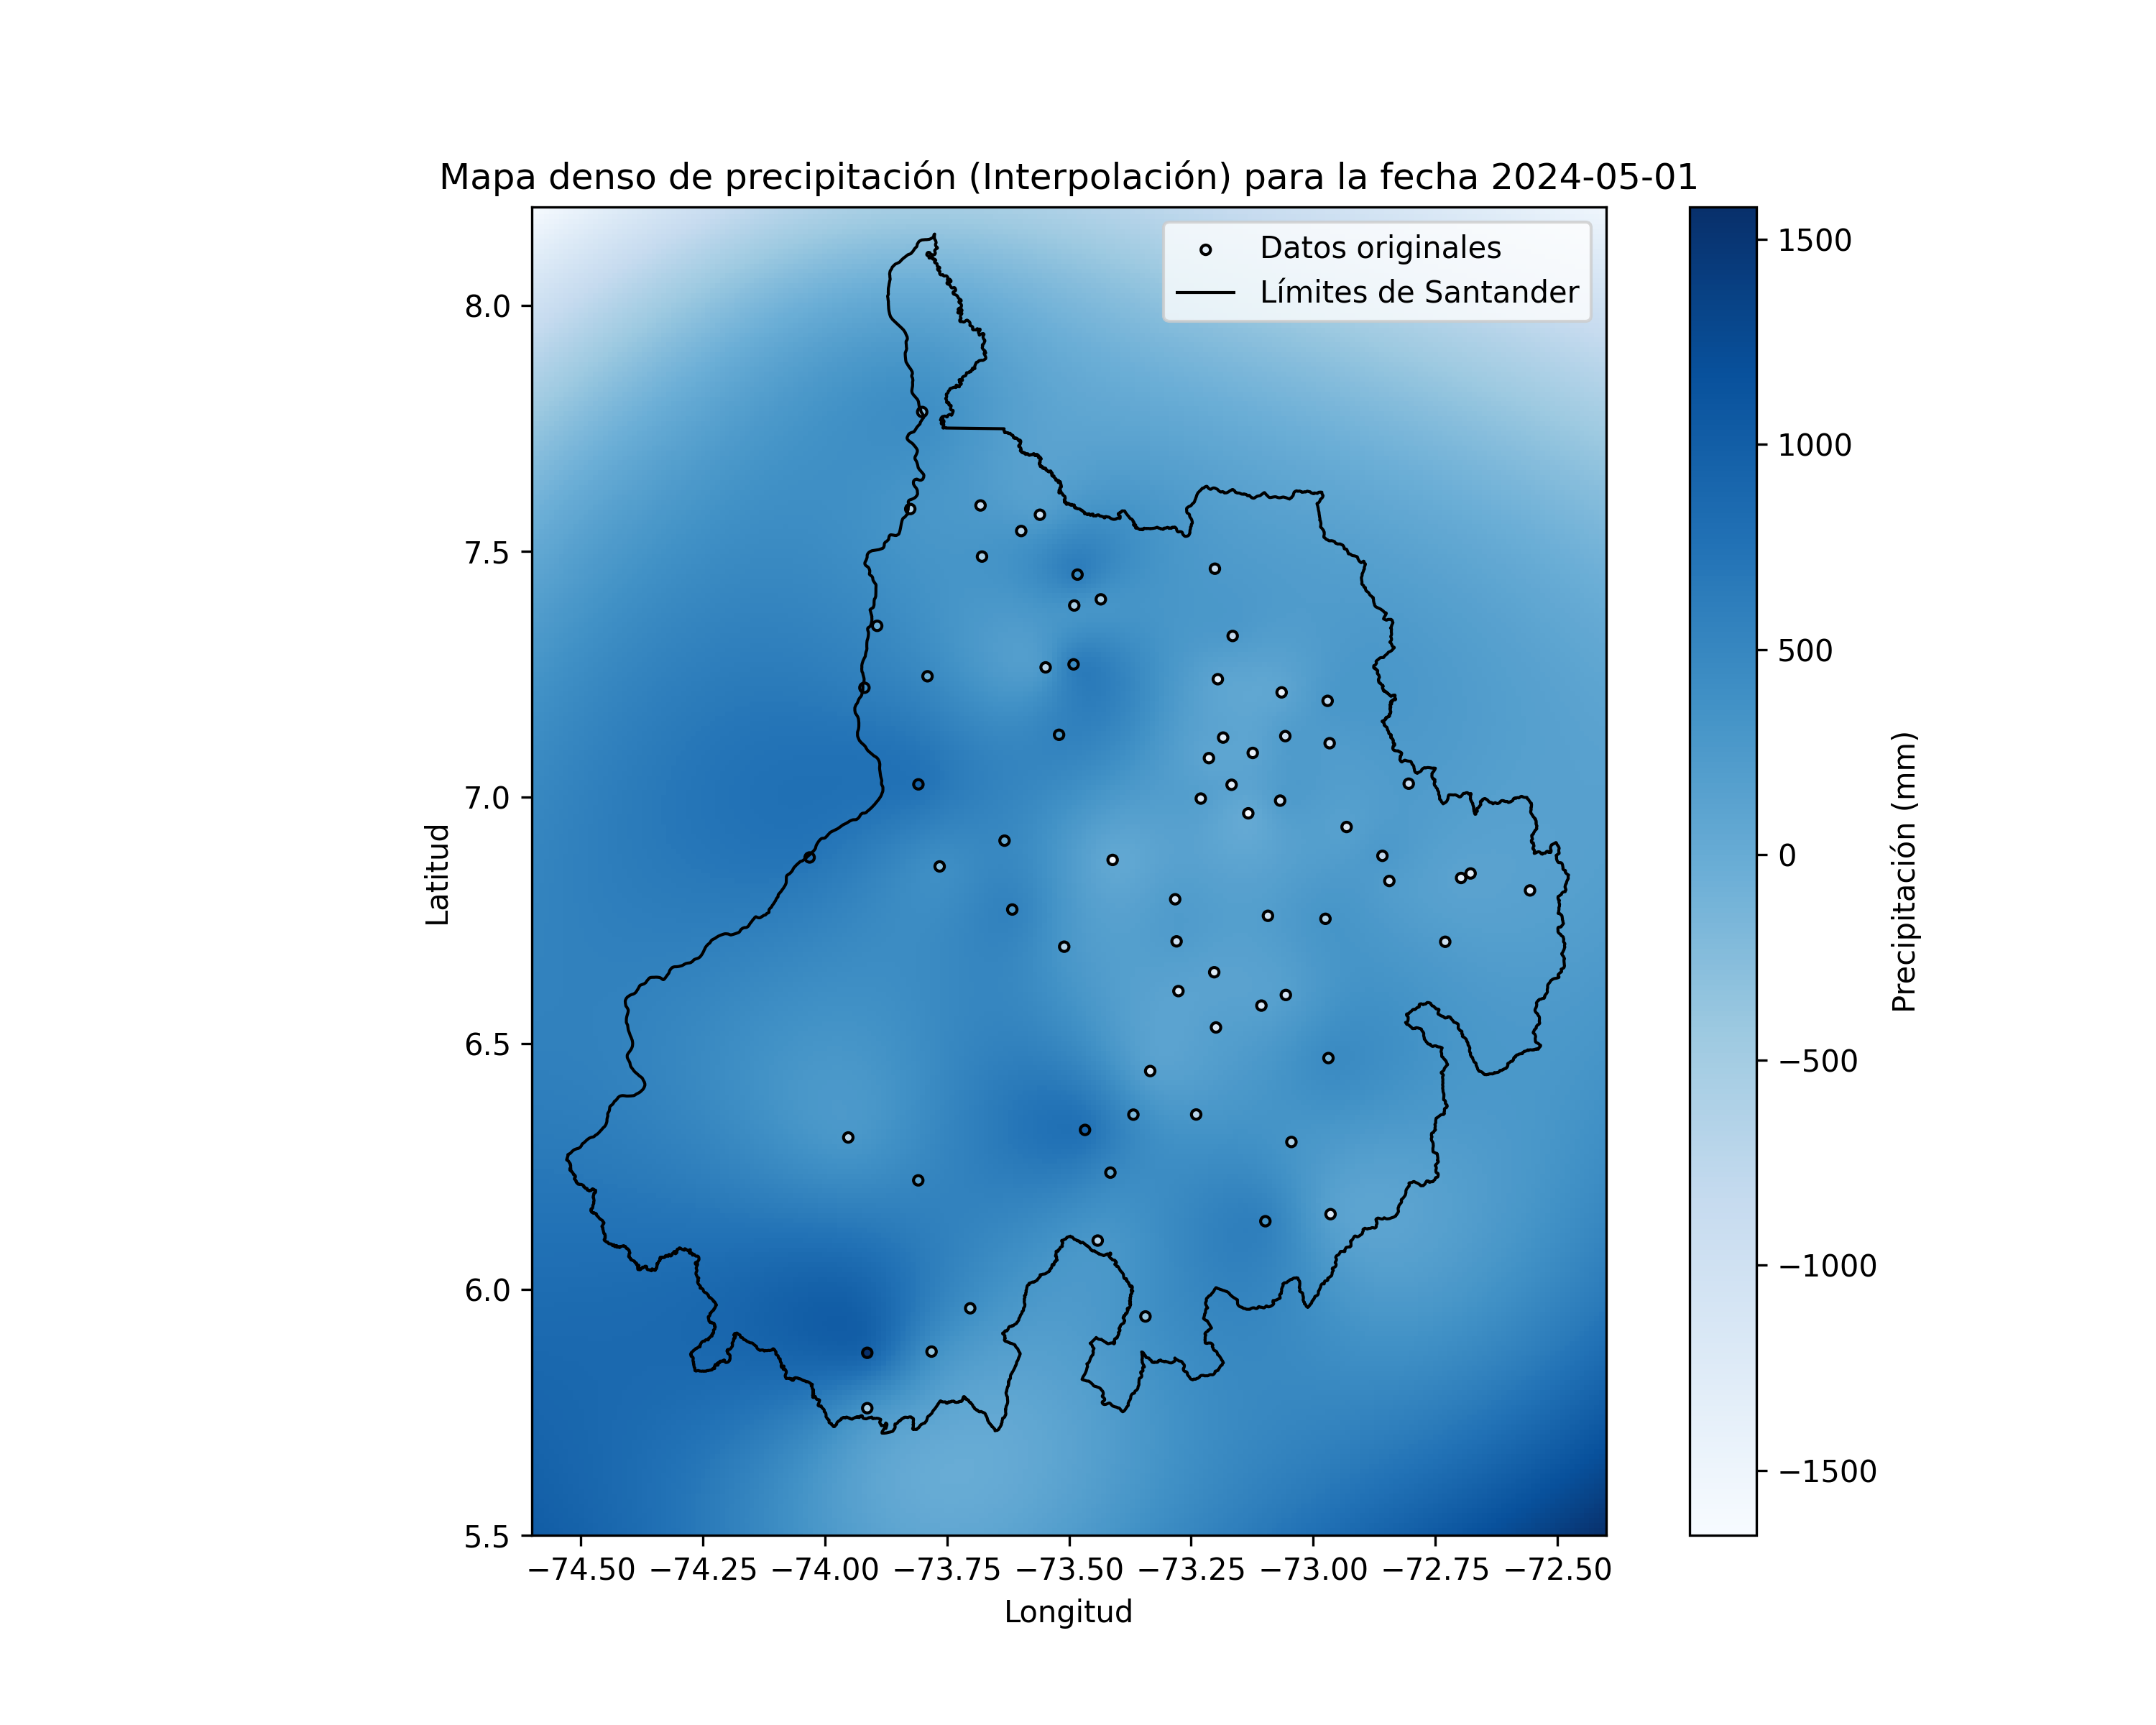 Mapa denso de precipitación (Interpolación) para la fecha 2024-05-01
Datos originales
Límites de Santander
8.0
7.5
7.0
6.5
6.0
5.5
Latitud
−74.50 −74.25 −74.00 −73.75 −73.50 −73.25 −73.00 −72.75 −72.50
Longitud
1500
1000
500
0
−500
−1000
−1500
Precipitación (mm)